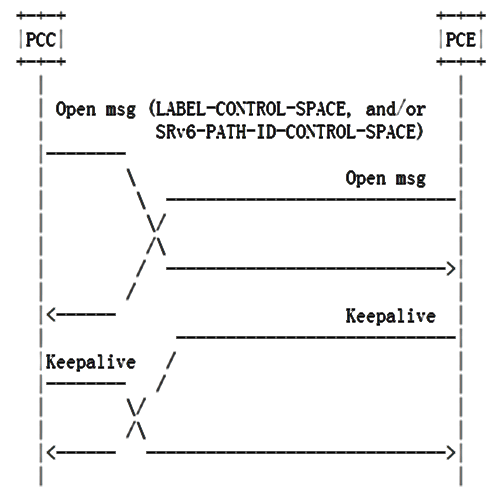 PCC PCE
Open msg (LABEL-CONTROL-SPACE, and/or
SRv6-PATH-ID-CONTROL-SPACE)
Open msg
Keepalive
Keepalive